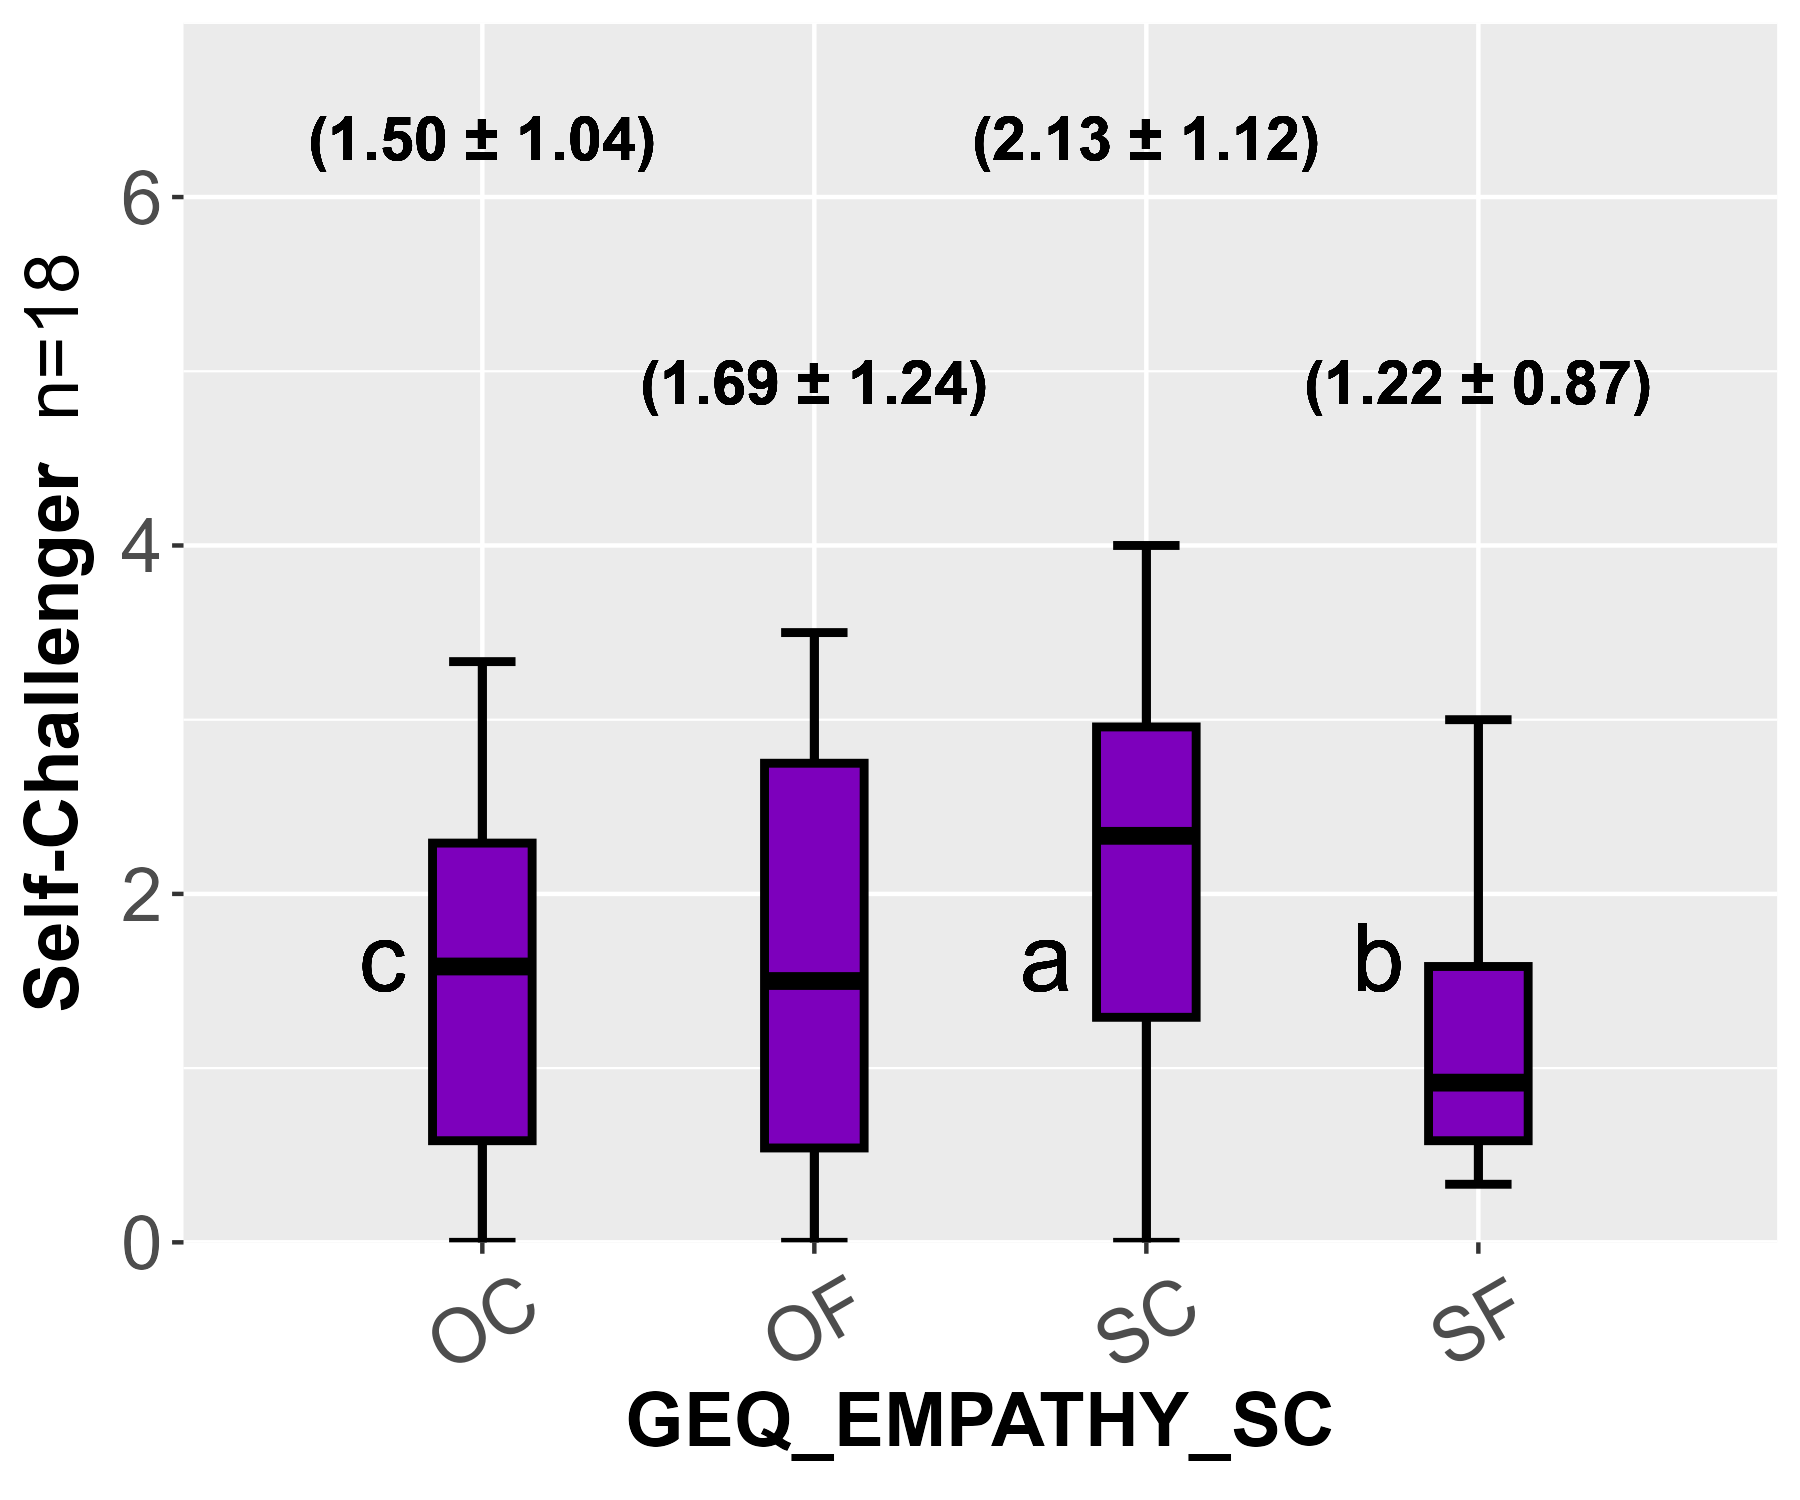 (1.50 ± 1.04)
(2.13 ± 1.12)
(1.69 ± 1.24)
(1.22 ± 0.87)
Self-Challenger n=18
6
4
2
0
c
a
b
OC
OF
SC
SF
GEQ_EMPATHY_SC